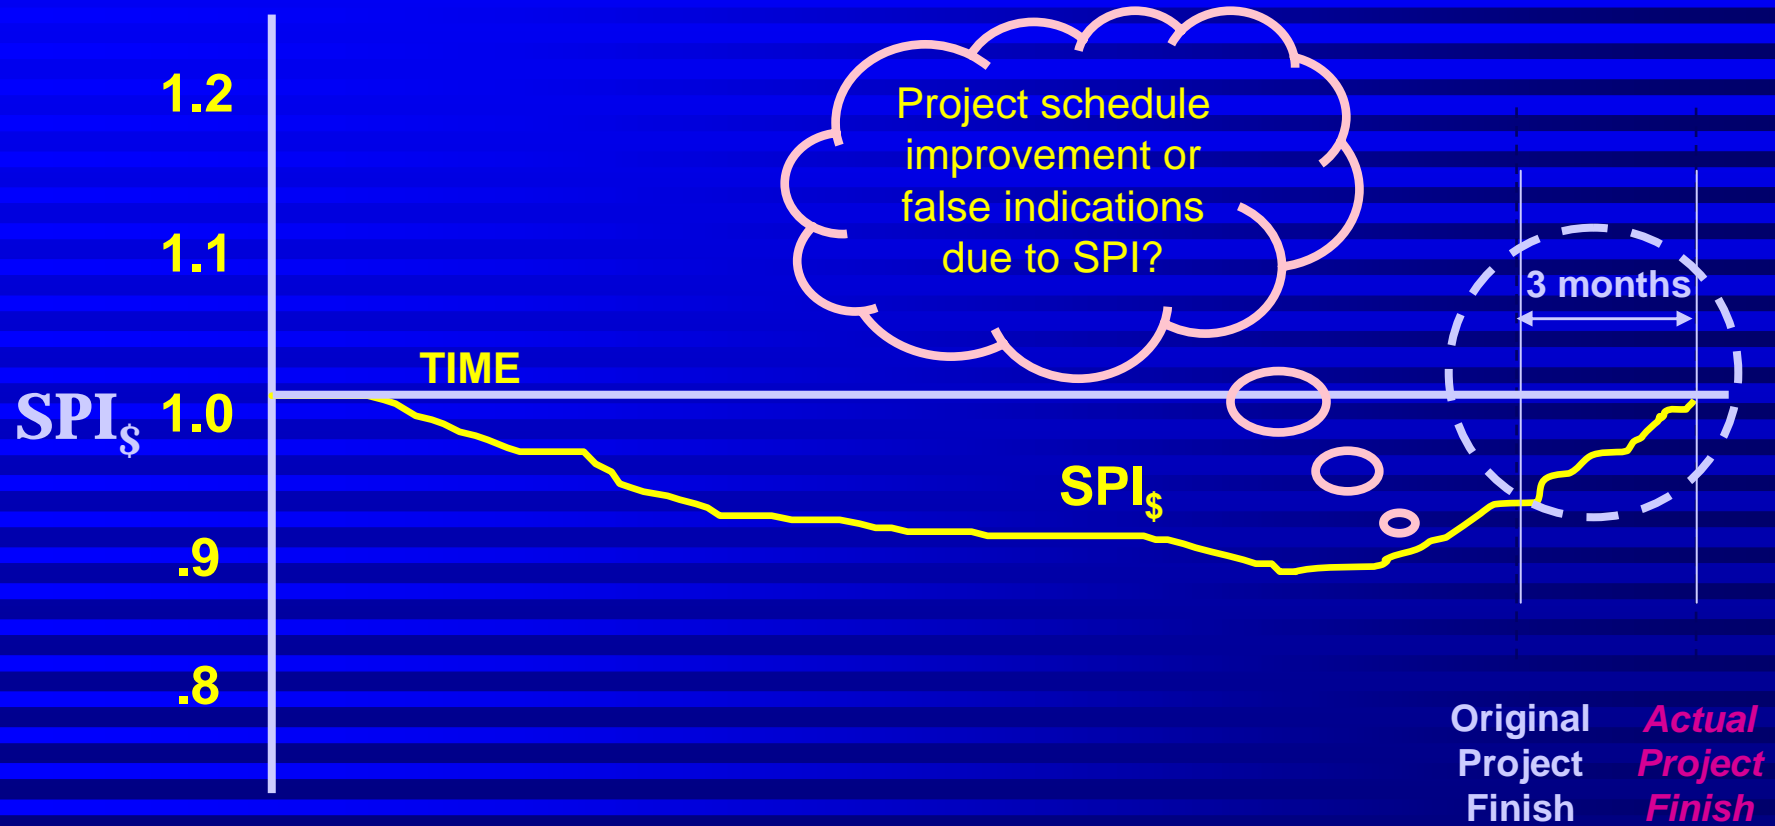 1.2
1.1
SPI$
1.0
.9
.8
TIME
SPI$
Project schedule
improvement or
false indications
due to SPI?
3 months
Original
Project
Finish
Actual
Project
Finish